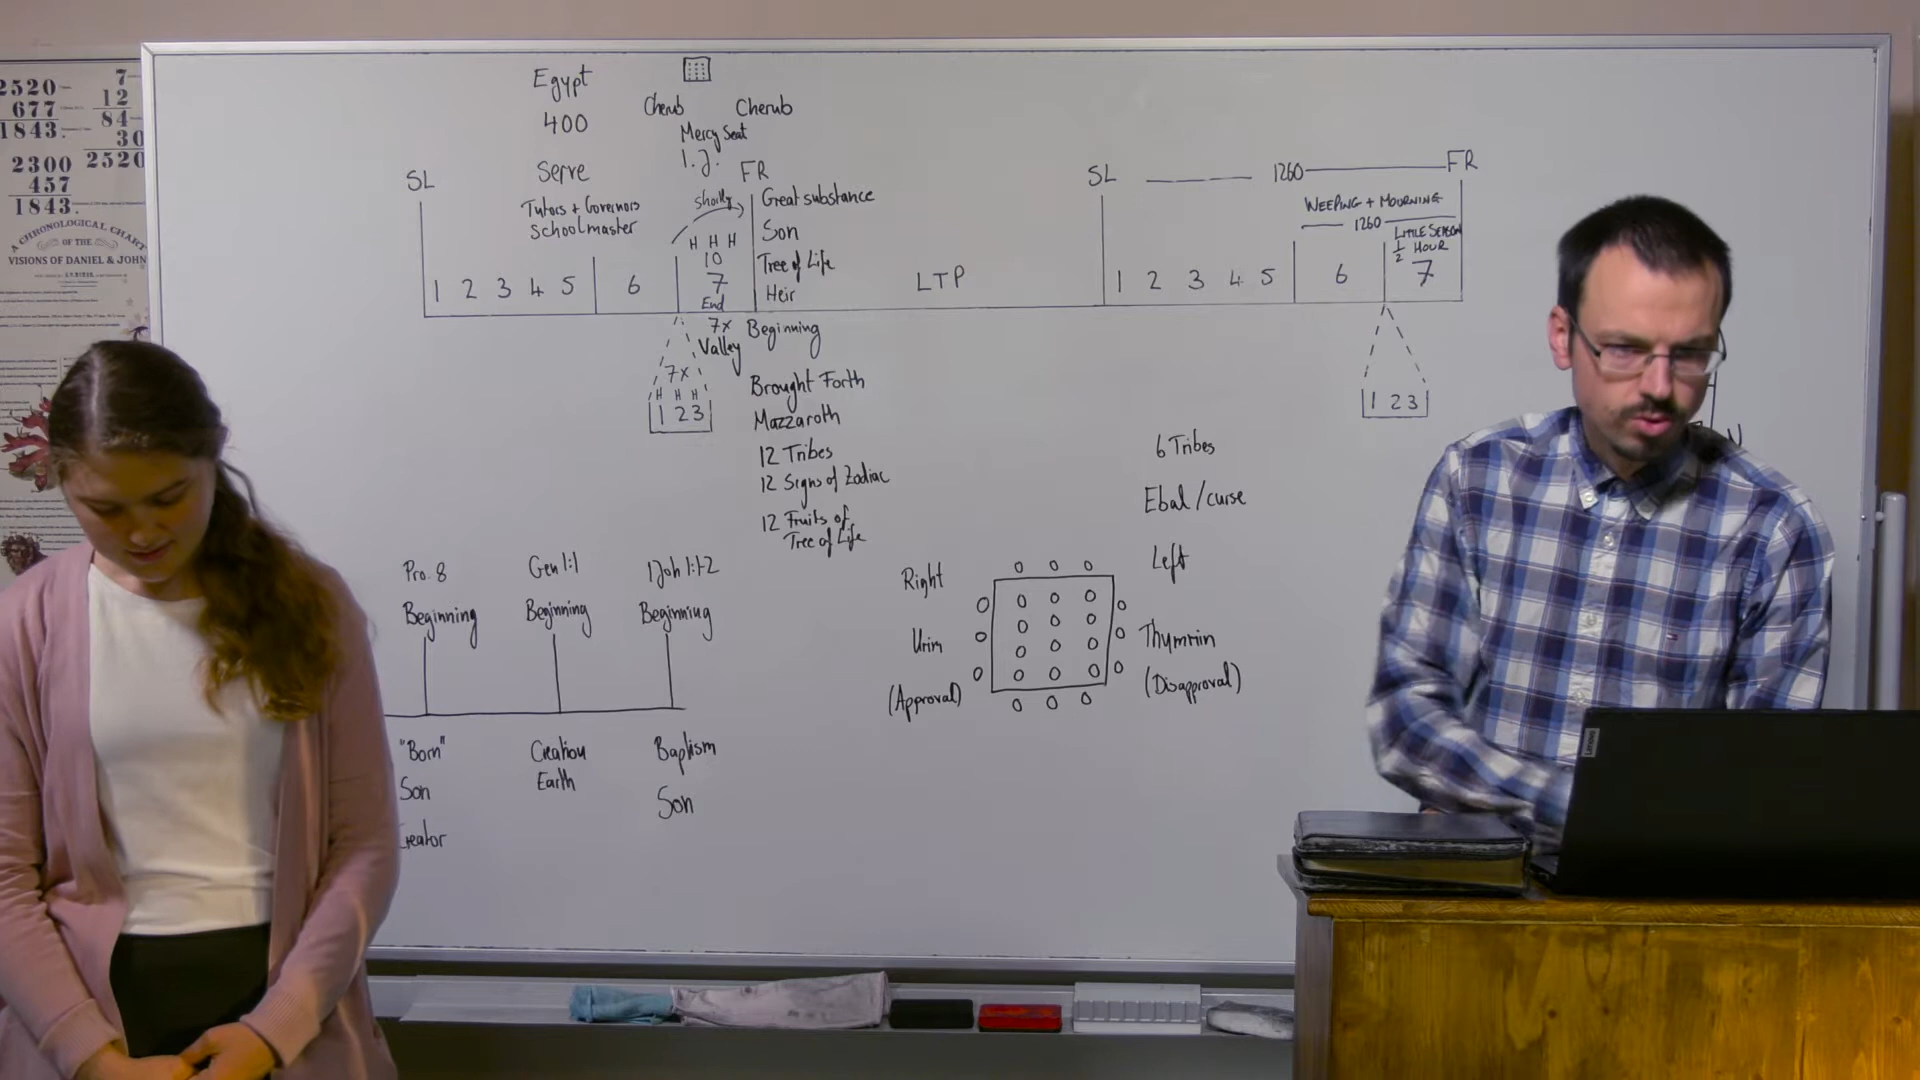 2520
677
1843.
2300
457
1843.
7
12
84
30
2520
A CHRONOLOGICAL CHART
OF THE
VISIONS OF DANIEL & JOHN
Egypt
400
Serve
Tutors + Governors
Schoolmaster
Cherub Cherub
Mercy Seat
1.J.
SL
FR
shortly
Great substance
Son
Tree of Life
Heir
H H H
10
1 2 3 4 5 6 7
End
7x
Valley
Beginning
7x
H H H
1 2 3
Brought Forth
Mazzaroth
12 Tribes
12 Signs of Zodiac
12 Fruits of
Tree of Life
LTP
SL 1260 FR
WEEPING + MOURNING
1260
LITTLE SEASON
1/2 HOUR
1 2 3 4 5 6 7
1 2 3
N
6 Tribes
Ebal/curse
Left
Thummin
(Disapproval)
Right
Urim
(Approval)
Pro. 8 Gen 1:1 1Joh 1:1-2
Beginning Beginning Beginning
"Born" Creation Baptism
Son Earth Son
Creator
Lenovo